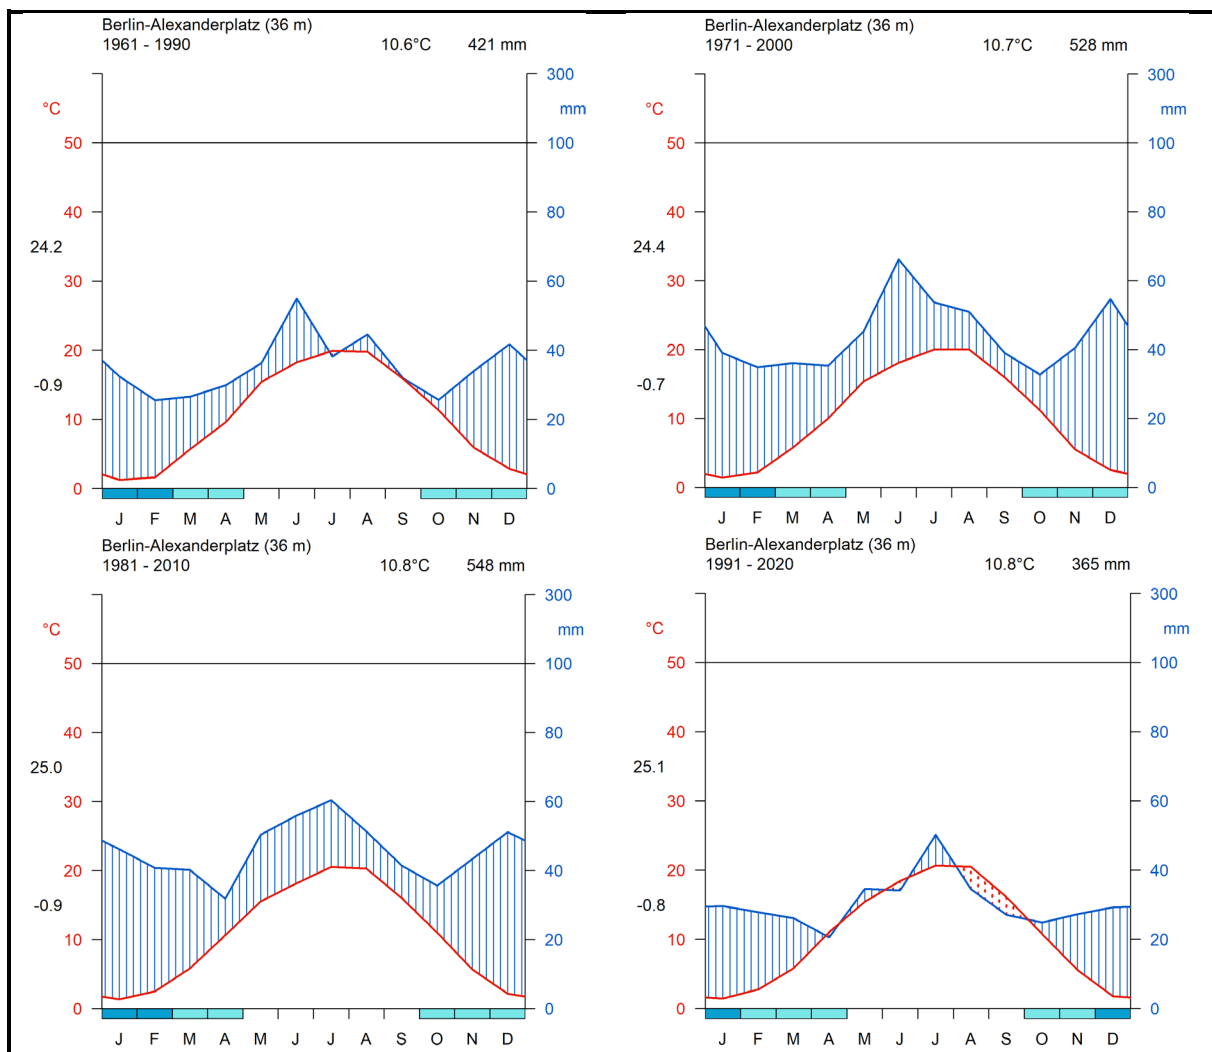 Berlin-Alexanderplatz (36 m)
1961 - 1990 10.6°C 421 mm
300
°C mm
50 100
40 80
24.2
30 60
20 40
-0.9
10 20
0 0
J F M A M J J A S O N D
Berlin-Alexanderplatz (36 m)
1971 - 2000 10.7°C 528 mm
300
°C mm
50 100
40 80
24.4
30 60
20 40
-0.7
10 20
0 0
J F M A M J J A S O N D
Berlin-Alexanderplatz (36 m)
1981 - 2010 10.8°C 548 mm
300
°C mm
50 100
40 80
25.0
30 60
20 40
-0.9
10 20
0 0
J F M A M J J A S O N D
Berlin-Alexanderplatz (36 m)
1991 - 2020 10.8°C 365 mm
300
°C mm
50 100
40 80
25.1
30 60
20 40
-0.8
10 20
0 0
J F M A M J J A S O N D